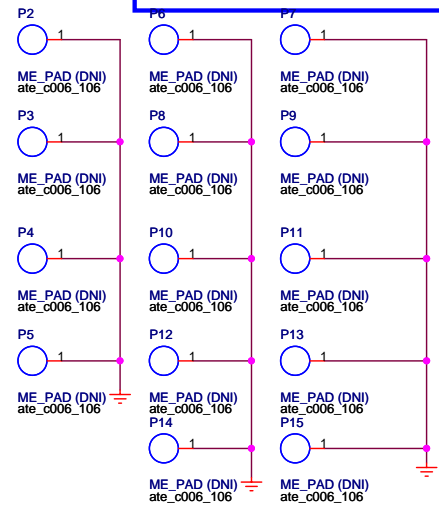 P2
1
ME_PAD (DNI)
ate_c006_106
P6
1
ME_PAD (DNI)
ate_c006_106
P7
1
ME_PAD (DNI)
ate_c006_106
P3
1
ME_PAD (DNI)
ate_c006_106
P8
1
ME_PAD (DNI)
ate_c006_106
P9
1
ME_PAD (DNI)
ate_c006_106
P4
1
ME_PAD (DNI)
ate_c006_106
P10
1
ME_PAD (DNI)
ate_c006_106
P11
1
ME_PAD (DNI)
ate_c006_106
P5
1
ME_PAD (DNI)
ate_c006_106
P12
1
ME_PAD (DNI)
ate_c006_106
P13
1
ME_PAD (DNI)
ate_c006_106
P14
1
ME_PAD (DNI)
ate_c006_106
P15
1
ME_PAD (DNI)
ate_c006_106